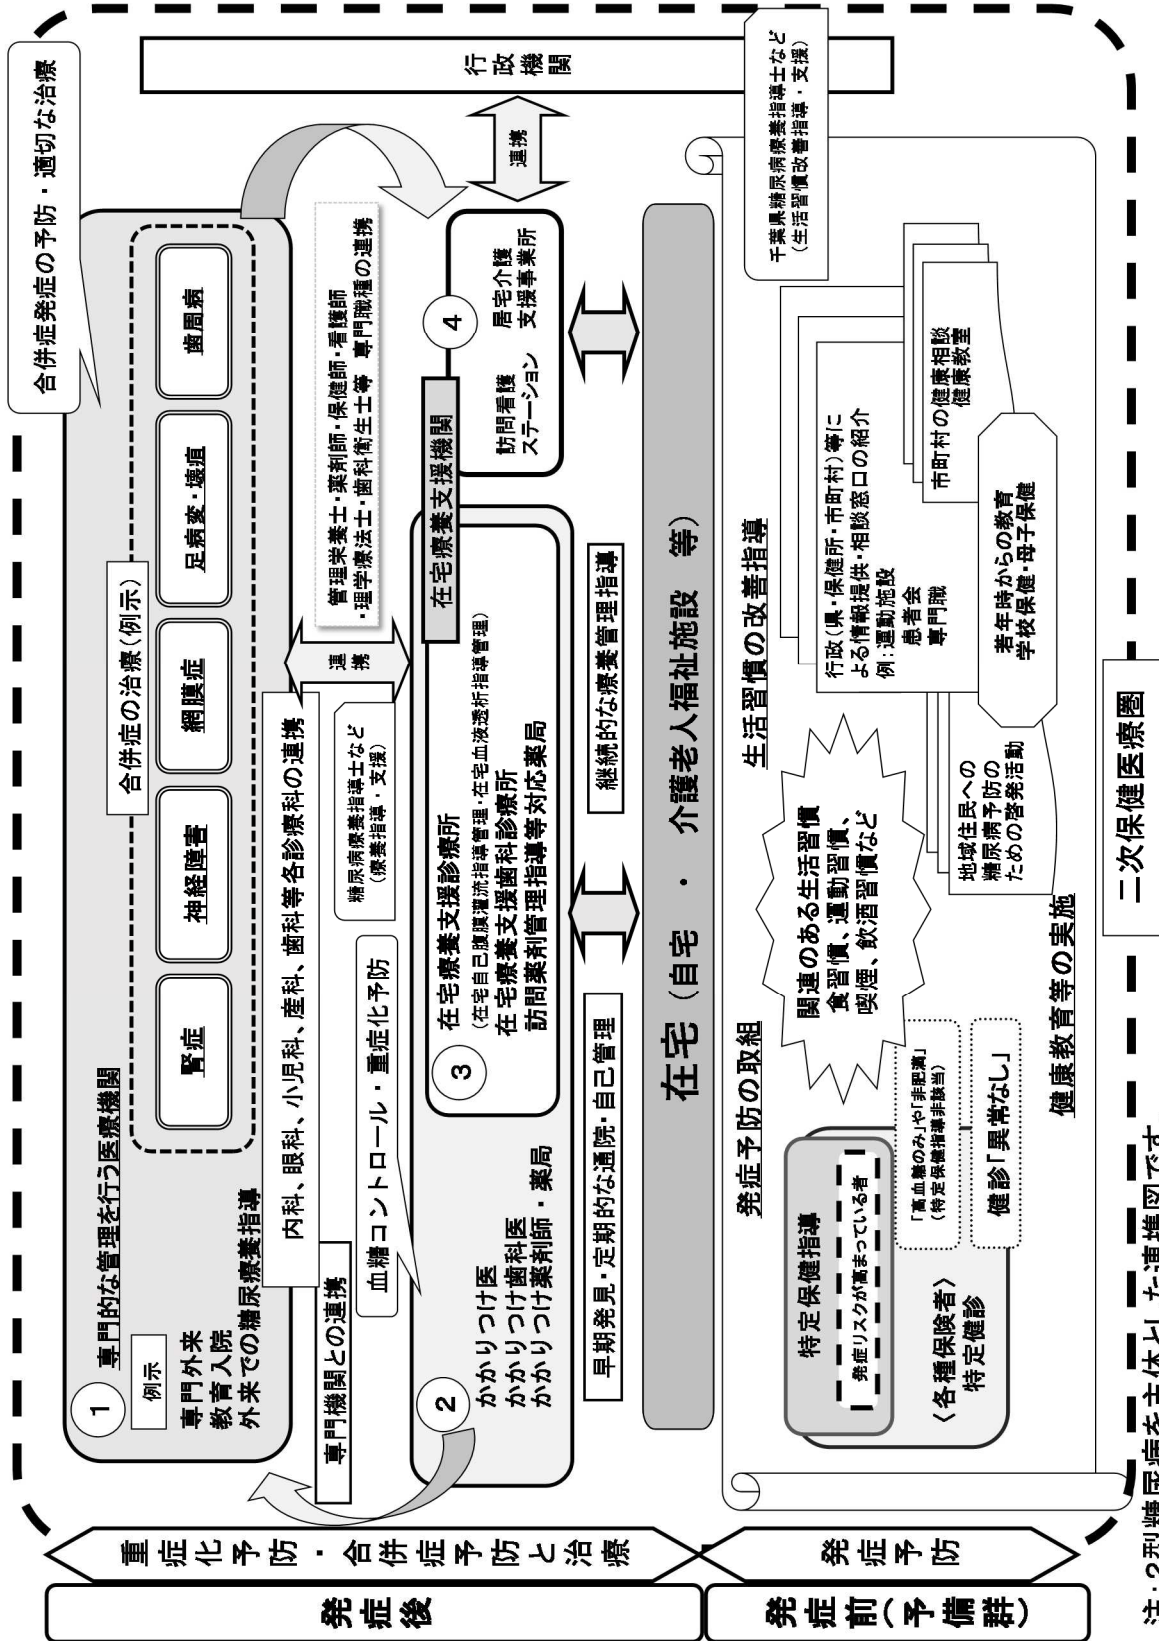 発症後
重症化予防・合併症予防と治療
合併症発症の予防・適切な治療
1
専門的な管理を行う医療機関
例示
専門外来
教育入院
外来での糖尿療養指導
合併症の治療(例示)
腎症
神経障害
網膜症
足病変・壊疽
歯周病
内科、眼科、小児科、産科、歯科等各診療科の連携
専門機関との連携
連携
管理栄養士・薬剤師・保健師・看護師
・理学療法士・歯科衛生士等 専門職種の連携
血糖コントロール・重症化予防
糖尿病療養指導士など
(療養指導・支援)
2
かかりつけ医
かかりつけ歯科医
かかりつけ薬剤師・薬局
3
在宅療養支援診療所
(在宅自己腹膜灌流指導管理・在宅血液透析指導管理)
在宅療養支援歯科診療所
訪問薬剤管理指導等対応薬局
在宅療養支援機関
4
訪問看護
ステーション
居宅介護
支援事業所
連携
行政機関
早期発見・定期的な通院・自己管理
継続的な療養管理指導
在宅(自宅 ・ 介護老人福祉施設 等)
発症前(予備群)
発症予防
発症予防の取組
生活習慣の改善指導
千葉県糖尿病療養指導士など
(生活習慣改善指導・支援)
特定保健指導
発症リスクが高まっている者
〈各種保険者〉
特定健診
「高血糖のみ」や「非肥満」
(特定保健指導非該当)
健診「異常なし」
関連のある生活習慣
食習慣、運動習慣、
喫煙、飲酒習慣など
行政(県・保健所・市町村)等に
よる情報提供・相談窓口の紹介
例:運動施設
患者会
専門職
市町村の健康相談
健康教室
地域住民への
糖尿病予防の
ための啓発活動
若年時からの教育
学校保健・母子保健
健康教育等の実施
二次保健医療圏
注:2型糖尿病を主体とした連携図です